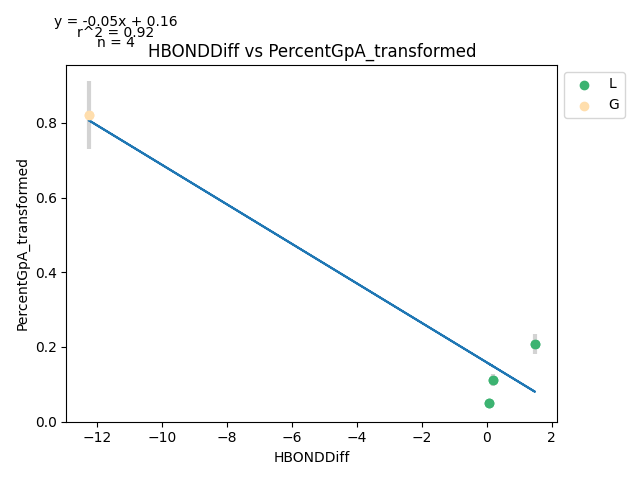 y = -0.05x + 0.16
r^2 = 0.92
n = 4
HBONDDiff vs PercentGpA_transformed
L
G
PercentGpA_transformed
0.8
0.6
0.4
0.2
0.0
−12
−10
−8
−6
−4
−2
0
2
HBONDDiff